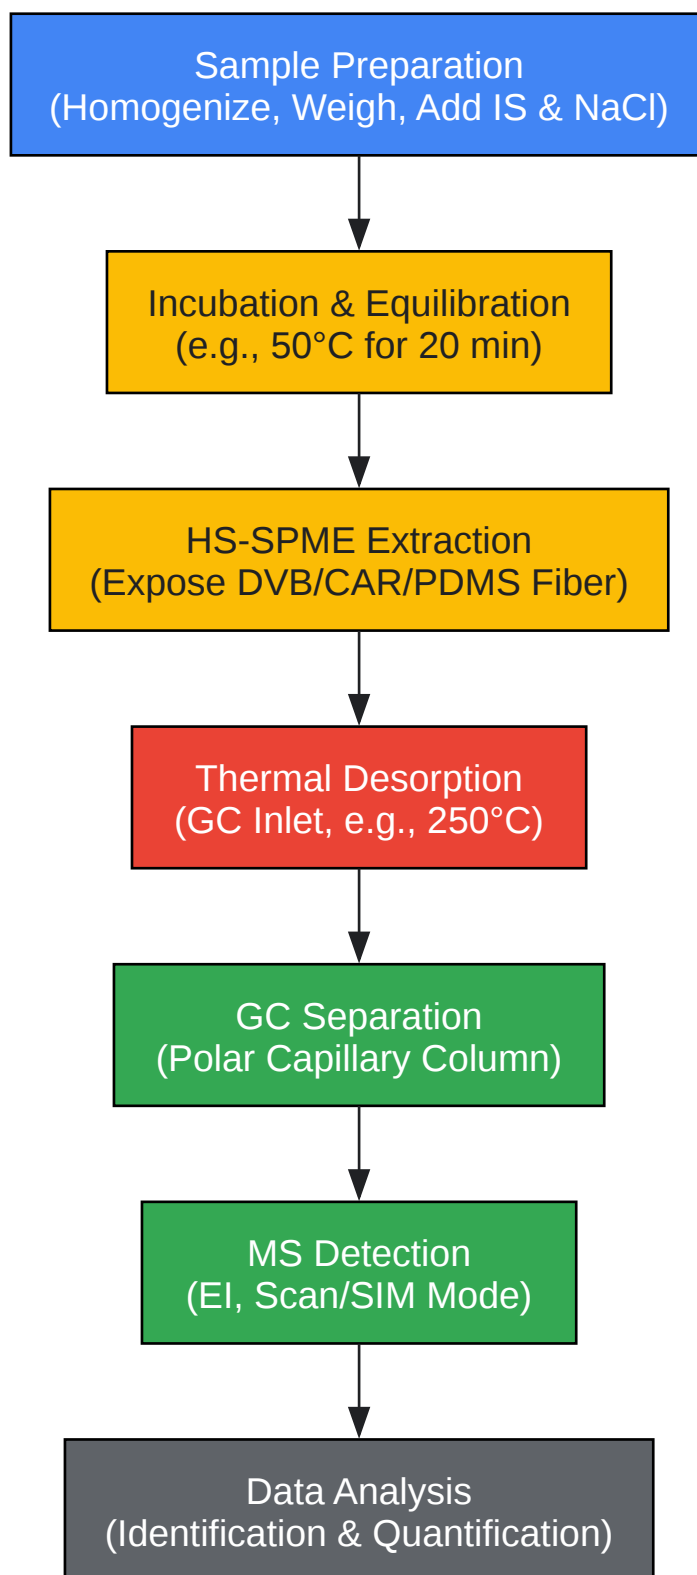 Sample Preparation
(Homogenize, Weigh, Add IS & NaCl)
Incubation & Equilibration
(e.g., 50°C for 20 min)
HS-SPME Extraction
(Expose DVB/CAR/PDMS Fiber)
Thermal Desorption
(GC Inlet, e.g., 250°C)
GC Separation
(Polar Capillary Column)
MS Detection
(EI, Scan/SIM Mode)
Data Analysis
(Identification & Quantification)